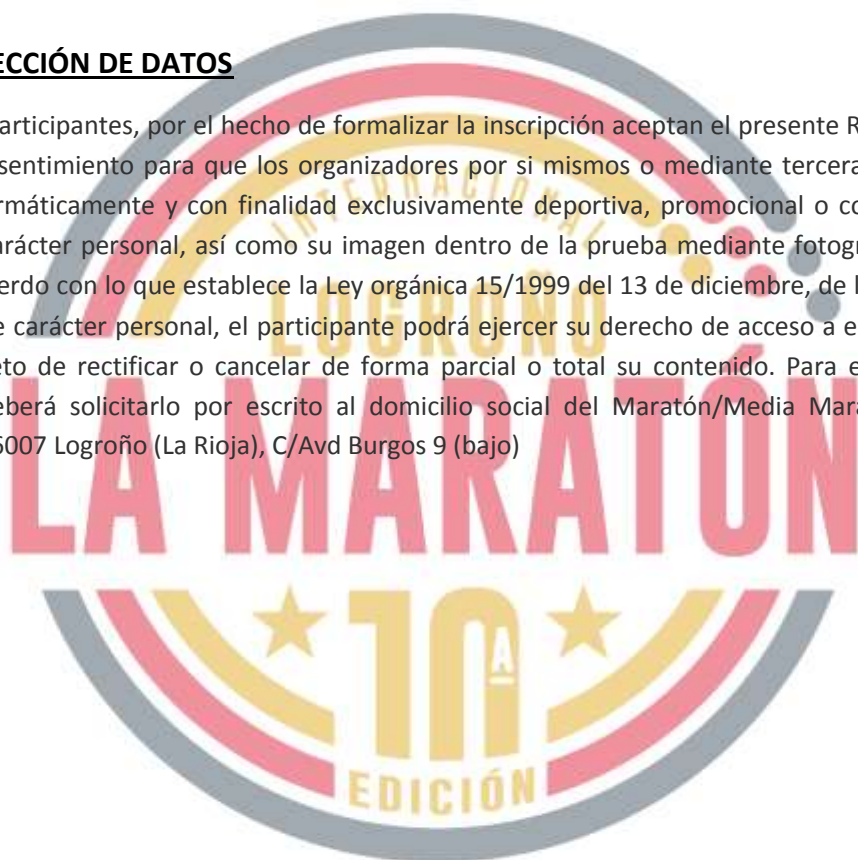 ECCIÓN DE DATOS
articipantes, por el hecho de formalizar la inscripción aceptan el presente R
sentimiento para que los organizadores por si mismos o mediante tercera
rmáticamente y con finalidad exclusivamente deportiva, promocional o co
arácter personal, así como su imagen dentro de la prueba mediante fotogr
erdo con lo que establece la Ley orgánica 15/1999 del 13 de diciembre, de l
e carácter personal, el participante podrá ejercer su derecho de acceso a e
eto de rectificar o cancelar de forma parcial o total su contenido. Para e
eberá solicitarlo por escrito al domicilio social del Maratón/Media Mara
6007 Logroño (La Rioja), C/Avd Burgos 9 (bajo)
INTERNACIONAL
LOGROÑO
LA MARATÓN
10ª
EDICIÓN